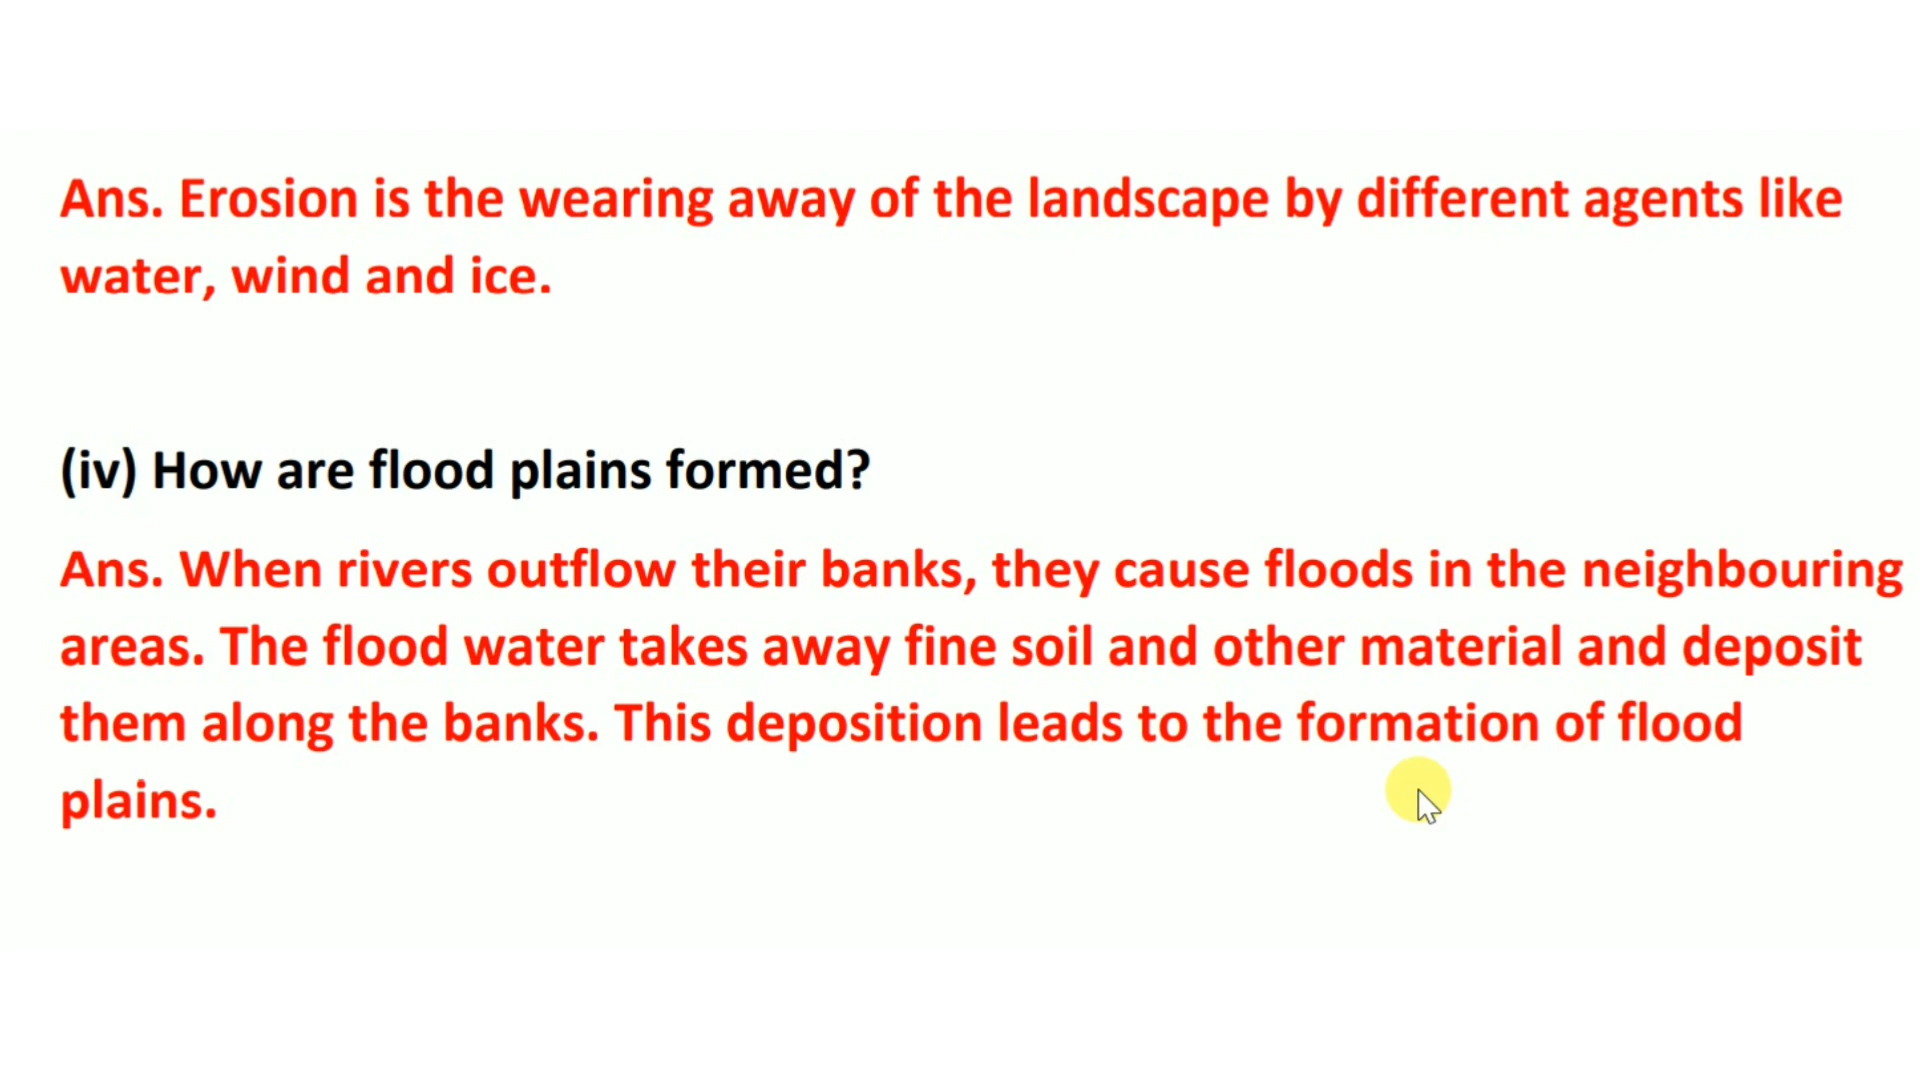 Ans. Erosion is the wearing away of the landscape by different agents like
water, wind and ice.
(iv) How are flood plains formed?
Ans. When rivers outflow their banks, they cause floods in the neighbouring
areas. The flood water takes away fine soil and other material and deposit
them along the banks. This deposition leads to the formation of flood
plains.